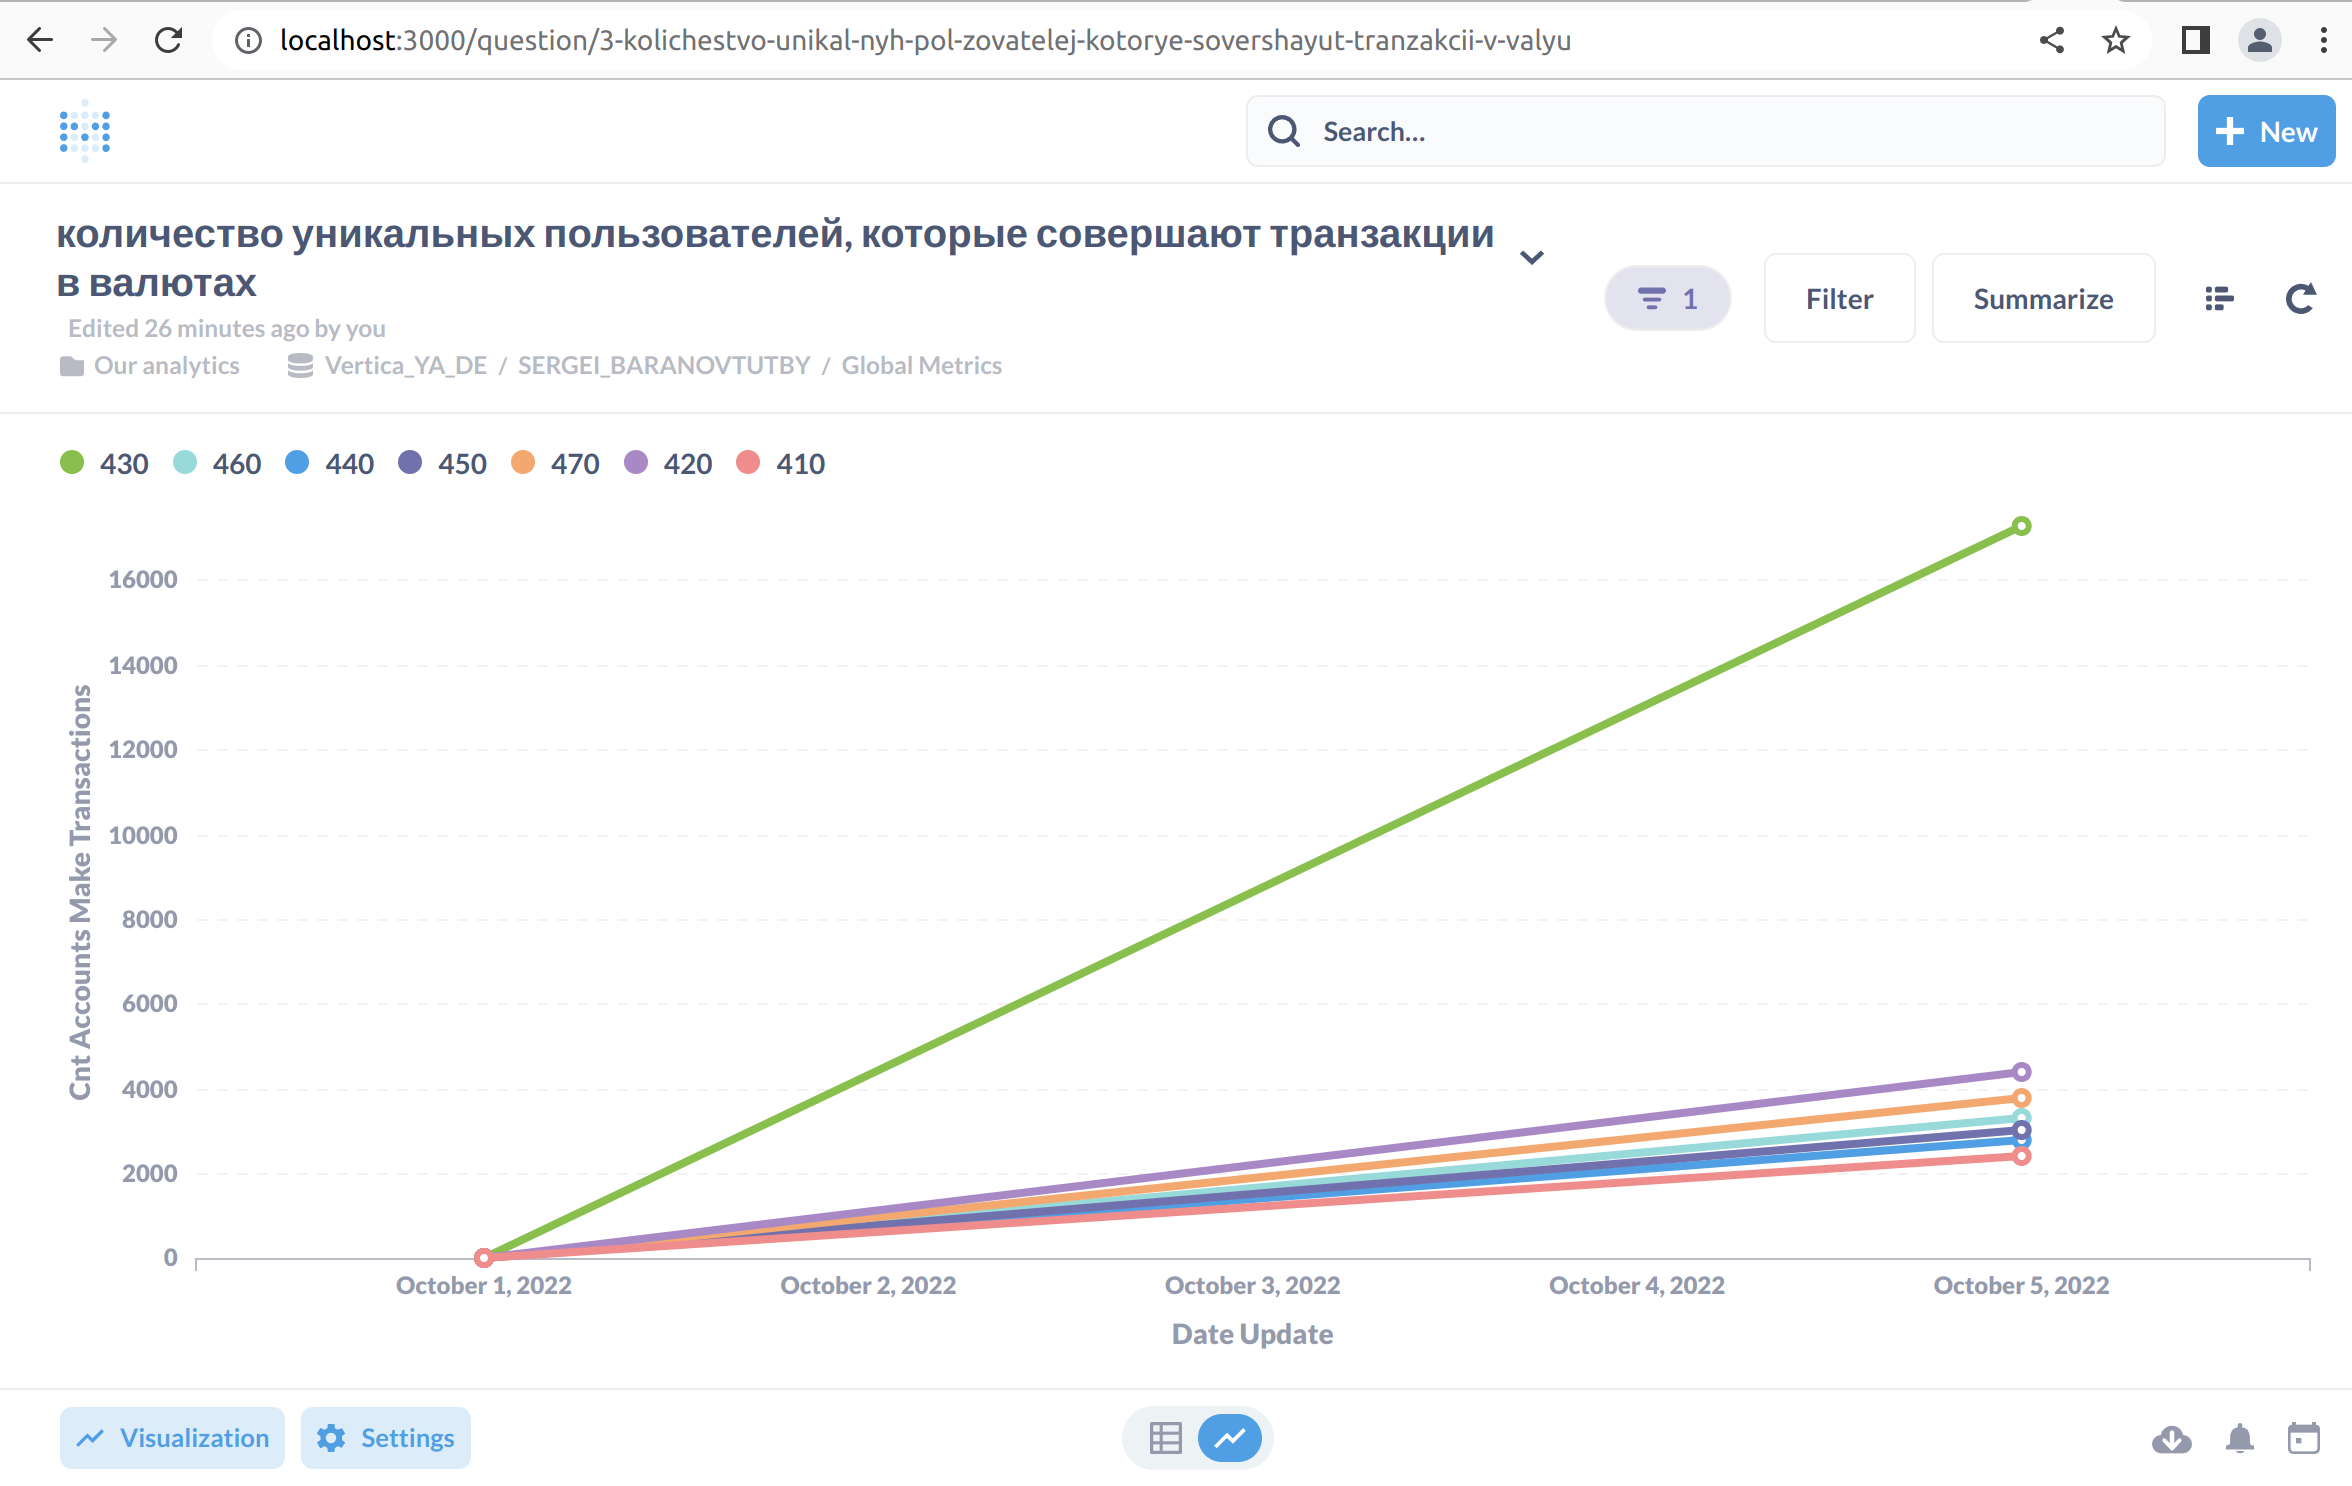 localhost:3000/question/3-kolichestvo-unikal-nyh-pol-zovatelej-kotorye-sovershayut-tranzakcii-v-valyu
Search...
New
количество уникальных пользователей, которые совершают транзакции
в валютах
Edited 26 minutes ago by you
Our analytics Vertica_YA_DE / SERGEI_BARANOVTUTBY / Global Metrics
1
Filter
Summarize
430 460 440 450 470 420 410
Cnt Accounts Make Transactions
16000
14000
12000
10000
8000
6000
4000
2000
0
October 1, 2022 October 2, 2022 October 3, 2022 October 4, 2022 October 5, 2022
Date Update
Visualization Settings